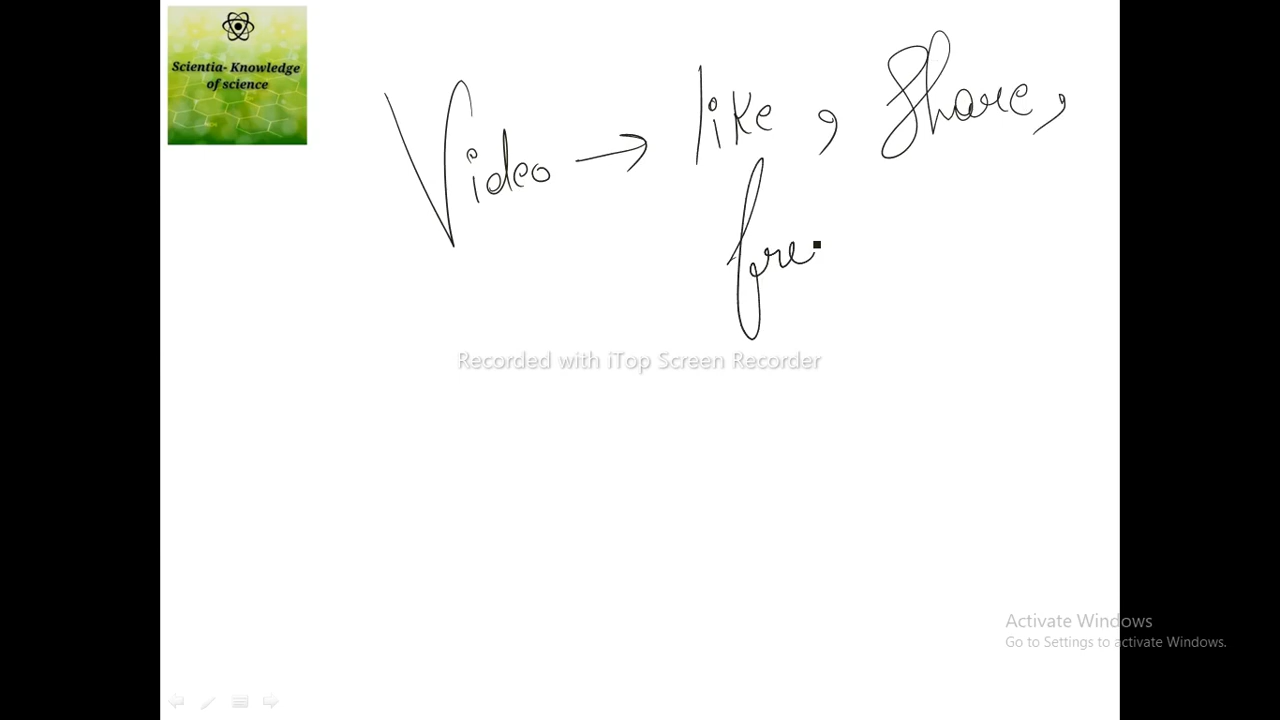 Scientia- Knowledge
of science
Video → like, Share,
fre
Recorded with iTop Screen Recorder
Activate Windows
Go to Settings to activate Windows.